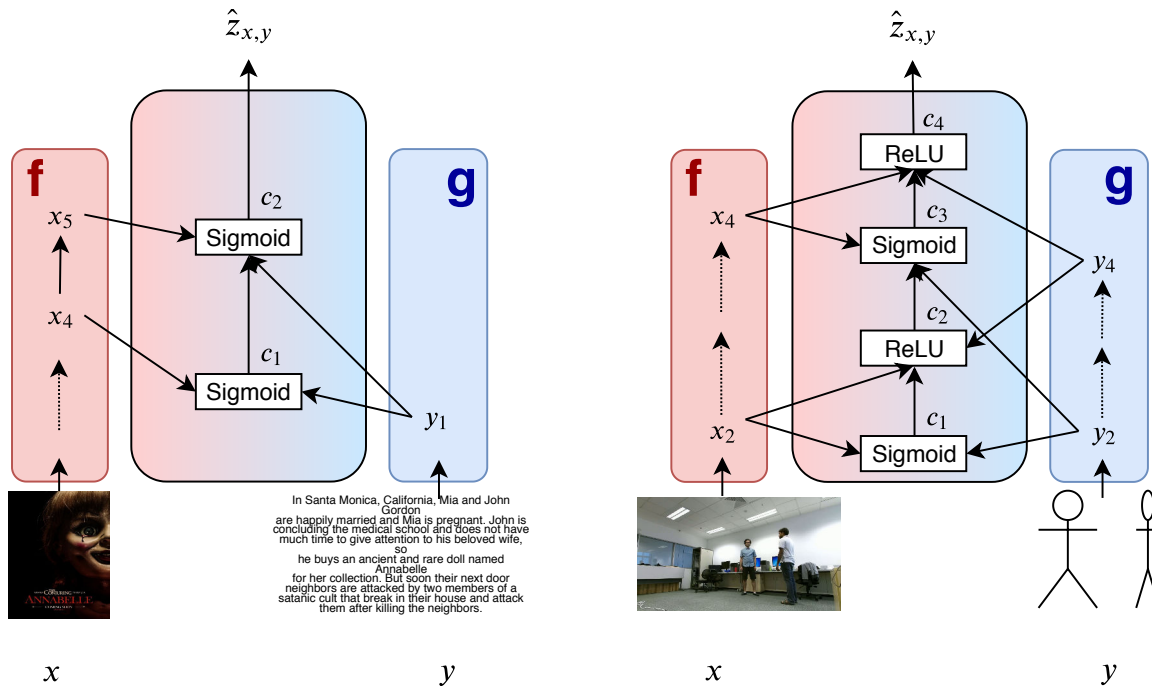 ẑx,y
f
g
x5
c2
Sigmoid
x4
c1
Sigmoid
y1
ANNABELLE
In Santa Monica, California, Mia and John
Gordon
are happily married and Mia is pregnant. John is
concluding the medical school and does not have
much time to give attention to his beloved wife,
so
he buys an ancient and rare doll named
Annabelle
for her collection. But soon their next door
neighbors are attacked by two members of a
satanic cult that break in their house and attack
them after killing the neighbors.
x
y
ẑx,y
c4
ReLU
f
g
x4
c3
Sigmoid
y4
c2
ReLU
x2
c1
y2
Sigmoid
x
y